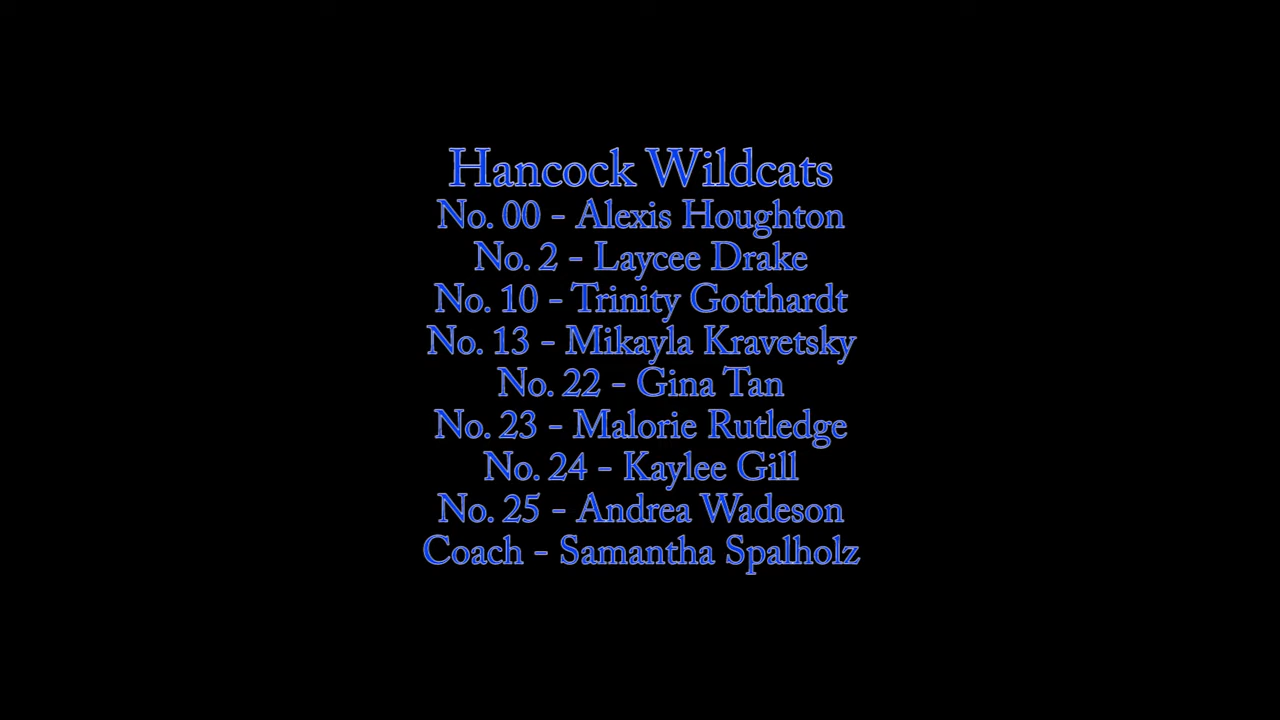 Hancock Wildcats
No. 00 - Alexis Houghton
No. 2 - Laycee Drake
No. 10 - Trinity Gotthardt
No. 13 - Mikayla Kravetsky
No. 22 - Gina Tan
No. 23 - Malorie Rutledge
No. 24 - Kaylee Gill
No. 25 - Andrea Wadeson
Coach - Samantha Spalholz